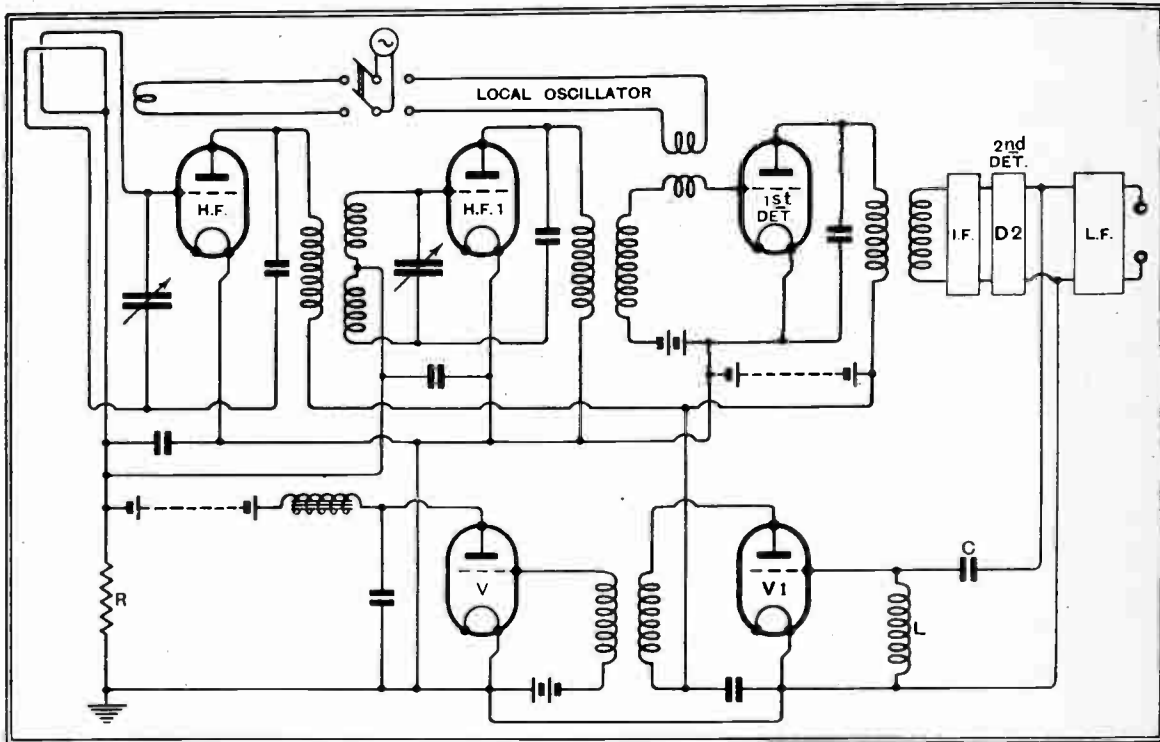 LOCAL OSCILLATOR
H.F.
H.F.1
1st
DET.
2nd
DET.
I.F.
D2
L.F.
R
V
V1
C
L